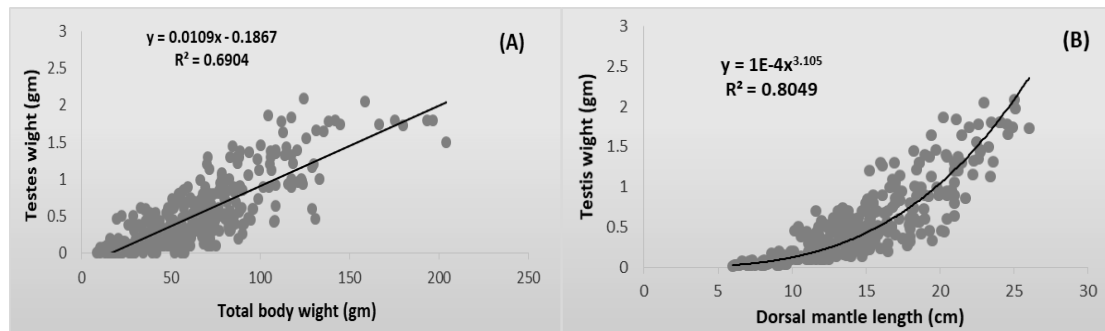 (A)
y = 0.0109x - 0.1867
R² = 0.6904
Testes wight (gm)
3
2.5
2
1.5
1
0.5
0
0 50 100 150 200 250
Total body wight (gm)
(B)
y = 1E-4x^3.105
R² = 0.8049
Testis wight (gm)
3
2.5
2
1.5
1
0.5
0
0 5 10 15 20 25 30
Dorsal mantle length (cm)